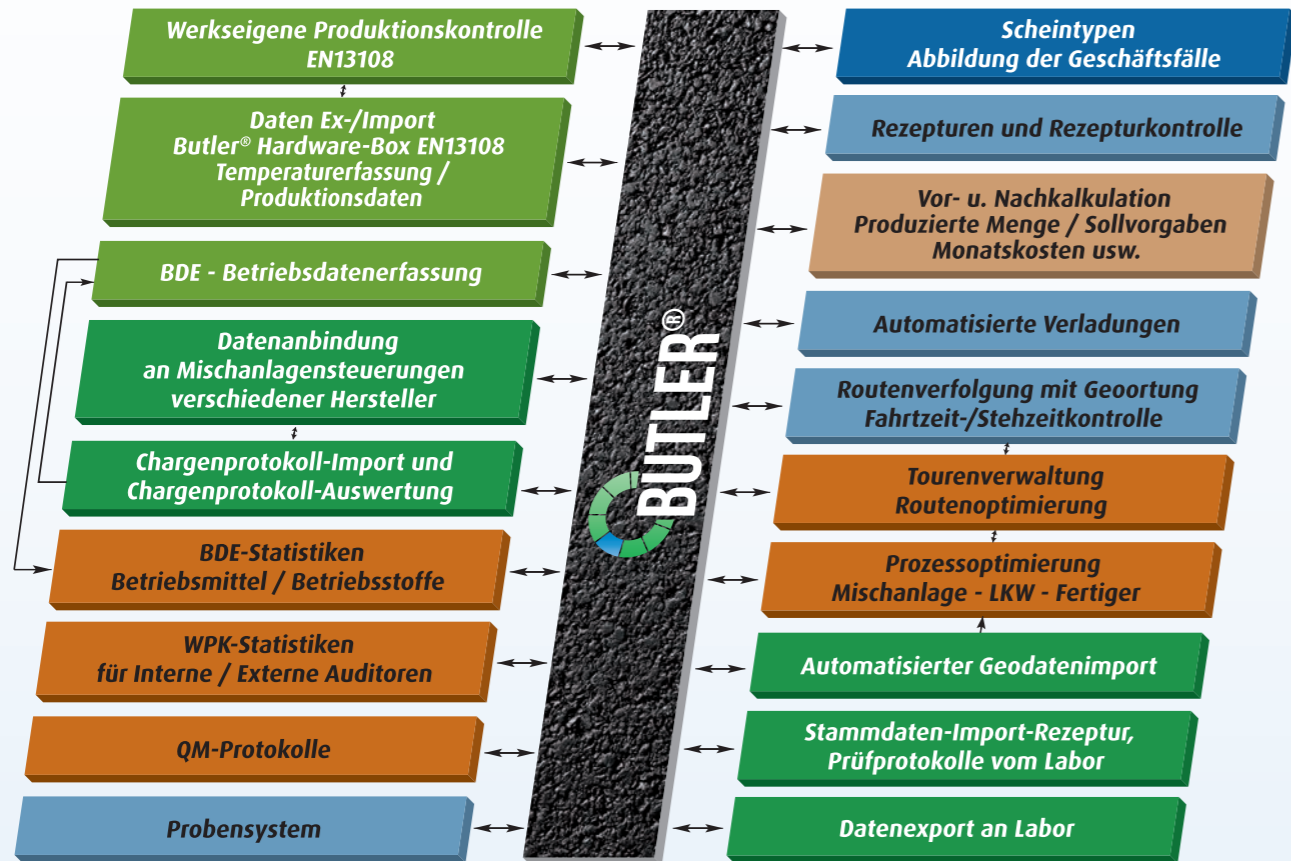 Werkseigene Produktionskontrolle
EN13108
Daten Ex-/Import
Butler® Hardware-Box EN13108
Temperaturerfassung /
Produktionsdaten
BDE - Betriebsdatenerfassung
Datenanbindung
an Mischanlagensteuerungen
verschiedener Hersteller
Chargenprotokoll-Import und
Chargenprotokoll-Auswertung
BDE-Statistiken
Betriebsmittel / Betriebsstoffe
WPK-Statistiken
für Interne / Externe Auditoren
QM-Protokolle
Probensystem
BUTLER®
Scheintypen
Abbildung der Geschäftsfälle
Rezepturen und Rezepturkontrolle
Vor- u. Nachkalkulation
Produzierte Menge / Sollvorgaben
Monatskosten usw.
Automatisierte Verladungen
Routenverfolgung mit Geoortung
Fahrtzeit-/Stehzeitkontrolle
Tourenverwaltung
Routenoptimierung
Prozessoptimierung
Mischanlage - LKW - Fertiger
Automatisierter Geodatenimport
Stammdaten-Import-Rezeptur,
Prüfprotokolle vom Labor
Datenexport an Labor